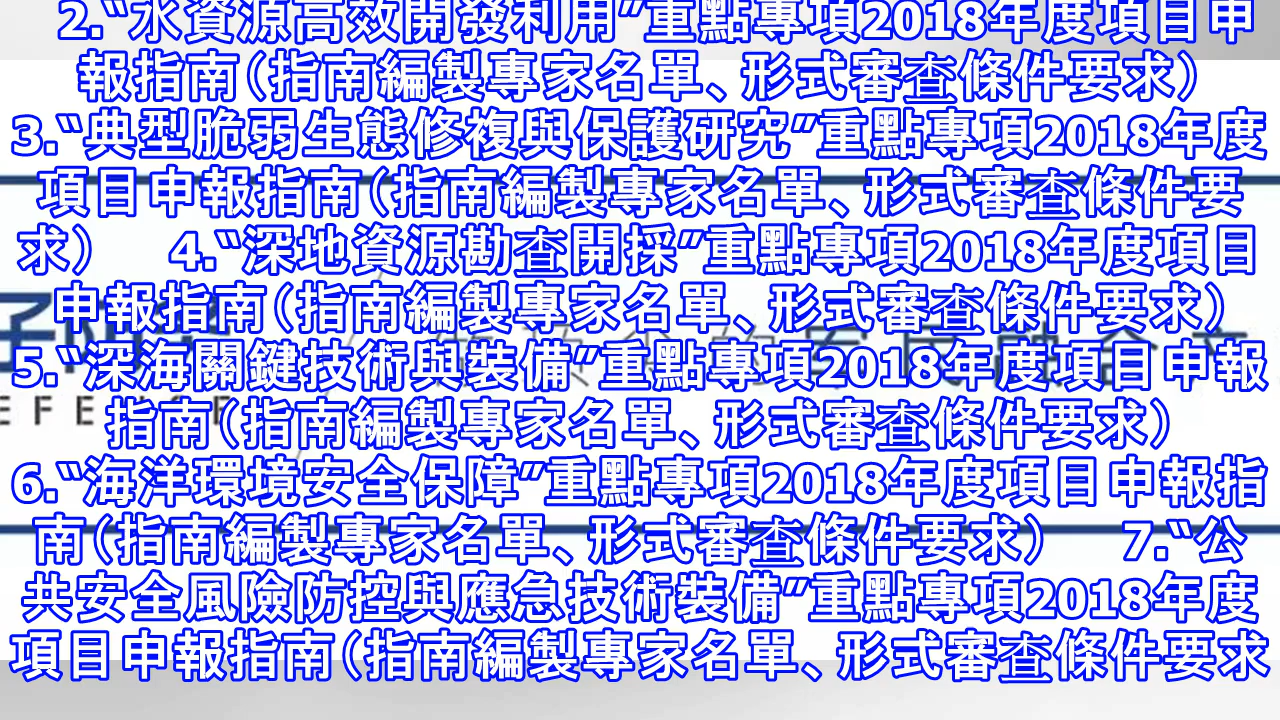 2.“水資源高效開發利用”重點專項2018年度項目申
報指南(指南編製專家名單、形式審查條件要求)
3.“典型脆弱生態修複與保護研究”重點專項2018年度
項目申報指南(指南編製專家名單、形式審查條件要
求) 4.“深地資源勘查開採”重點專項2018年度項目
申報指南(指南編製專家名單、形式審查條件要求)
5.“深海關鍵技術與裝備”重點專項2018年度項目申報
指南(指南編製專家名單、形式審查條件要求)
6.“海洋環境安全保障”重點專項2018年度項目申報指
南(指南編製專家名單、形式審查條件要求) 7.“公
共安全風險防控與應急技術裝備”重點專項2018年度
項目申報指南(指南編製專家名單、形式審查條件要求